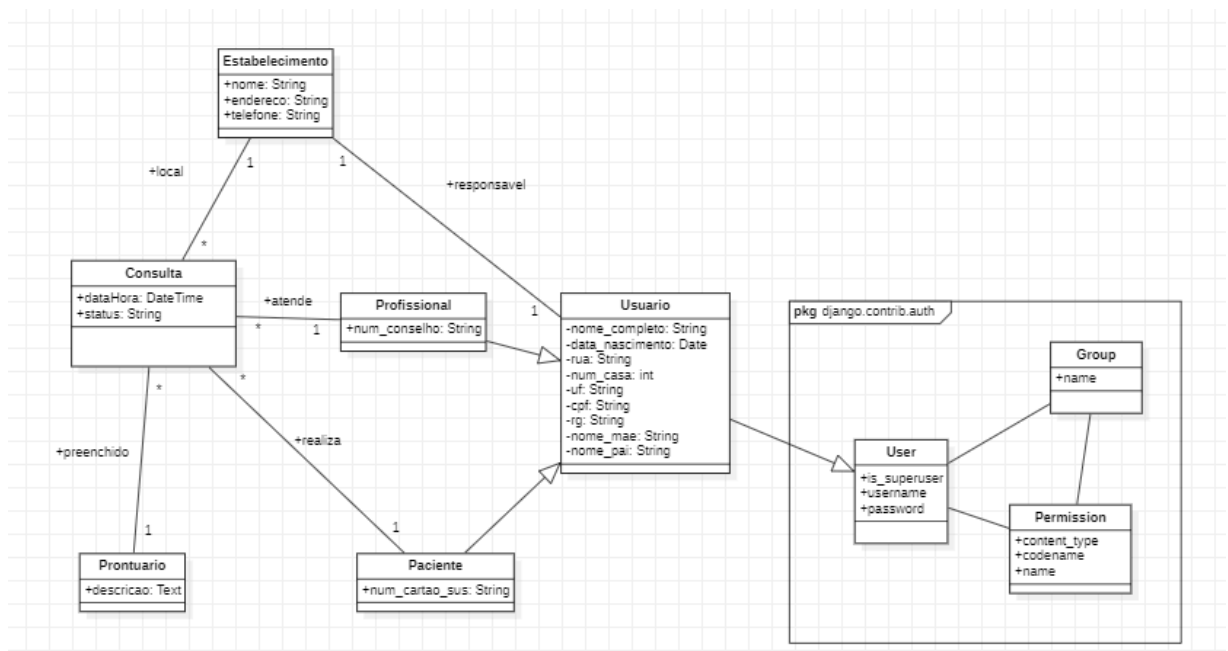 Estabelecimento
+nome: String
+endereco: String
+telefone: String
+local
1
1
+responsavel
*
1
Consulta
+dataHora: DateTime
+status: String
+atende
*
1
Profissional
+num_conselho: String
Usuario
-nome_completo: String
-data_nascimento: Date
-rua: String
-num_casa: int
-uf: String
-cpf: String
-rg: String
-nome_mae: String
-nome_pai: String
pkg django.contrib.auth
Group
+name
User
+is_superuser
+username
+password
Permission
+content_type
+codename
+name
*
*
+preenchido
+realiza
1
1
Prontuario
+descricao: Text
Paciente
+num_cartao_sus: String